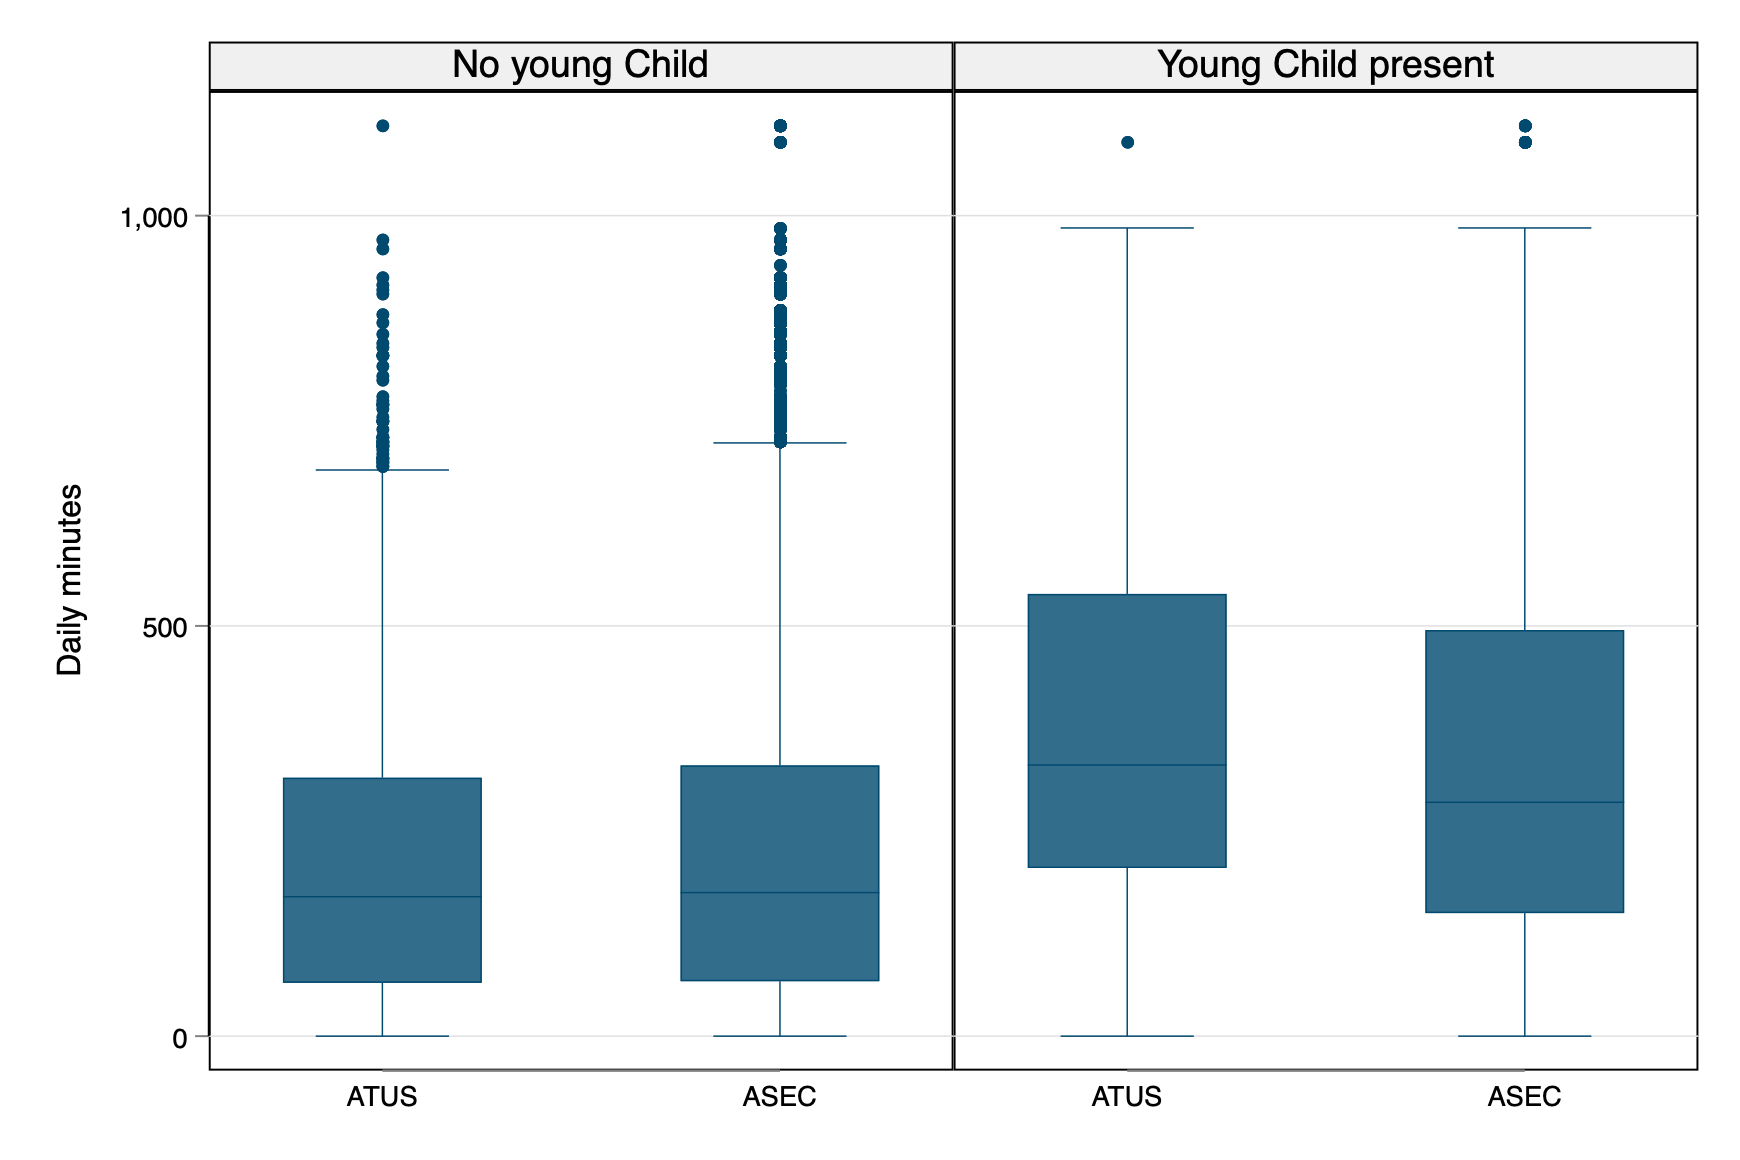 No young Child
Young Child present
Daily minutes
1,000
500
0
ATUS
ASEC
ATUS
ASEC